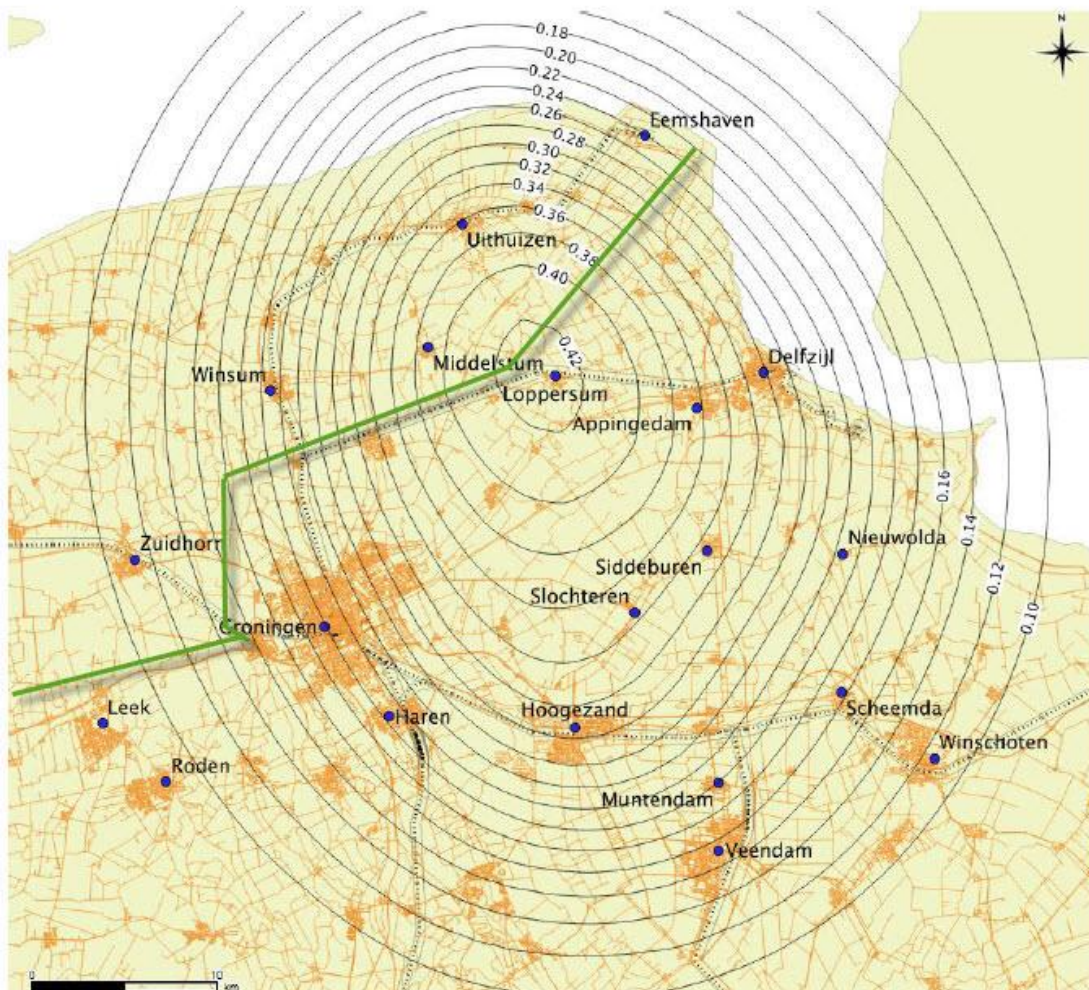 0.18
N
0.20
0.22
0.24
0.26
Eemshaven
0.28
0.30
0.32
0.34
0.36
Uithuizen
0.38
0.40
0.42
Middelstum
Delfzijl
Winsum
Loppersum
Appingedam
0.16
0.14
Zuidhorn
Nieuwolda
Siddeburen
0.12
Slochteren
0.10
Groningen
Leek
Haren
Hoogezand
Scheemda
Winschoten
Roden
Muntendam
Veendam
0
10
km